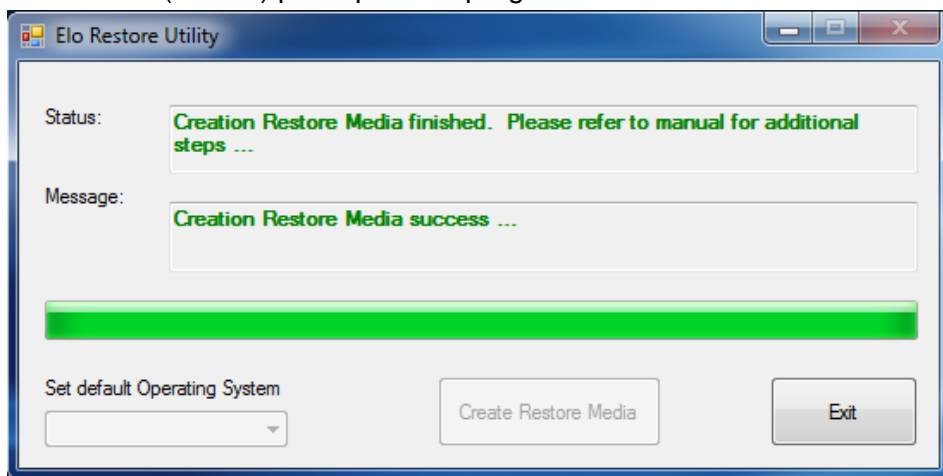 Elo Restore Utility
Status:
Creation Restore Media finished. Please refer to manual for additional
steps ...
Message:
Creation Restore Media success ...
Set default Operating System
Create Restore Media
Exit